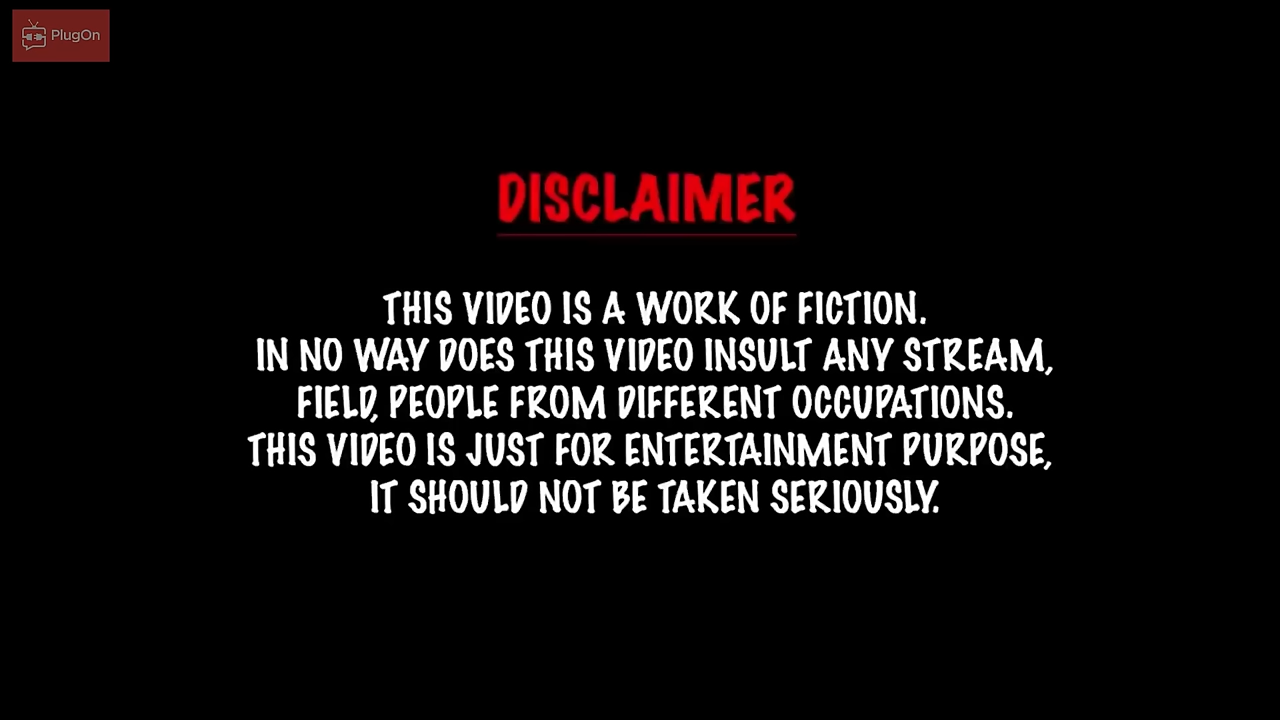 PlugOn
DISCLAIMER
THIS VIDEO IS A WORK OF FICTION.
IN NO WAY DOES THIS VIDEO INSULT ANY STREAM,
FIELD, PEOPLE FROM DIFFERENT OCCUPATIONS.
THIS VIDEO IS JUST FOR ENTERTAINMENT PURPOSE,
IT SHOULD NOT BE TAKEN SERIOUSLY.